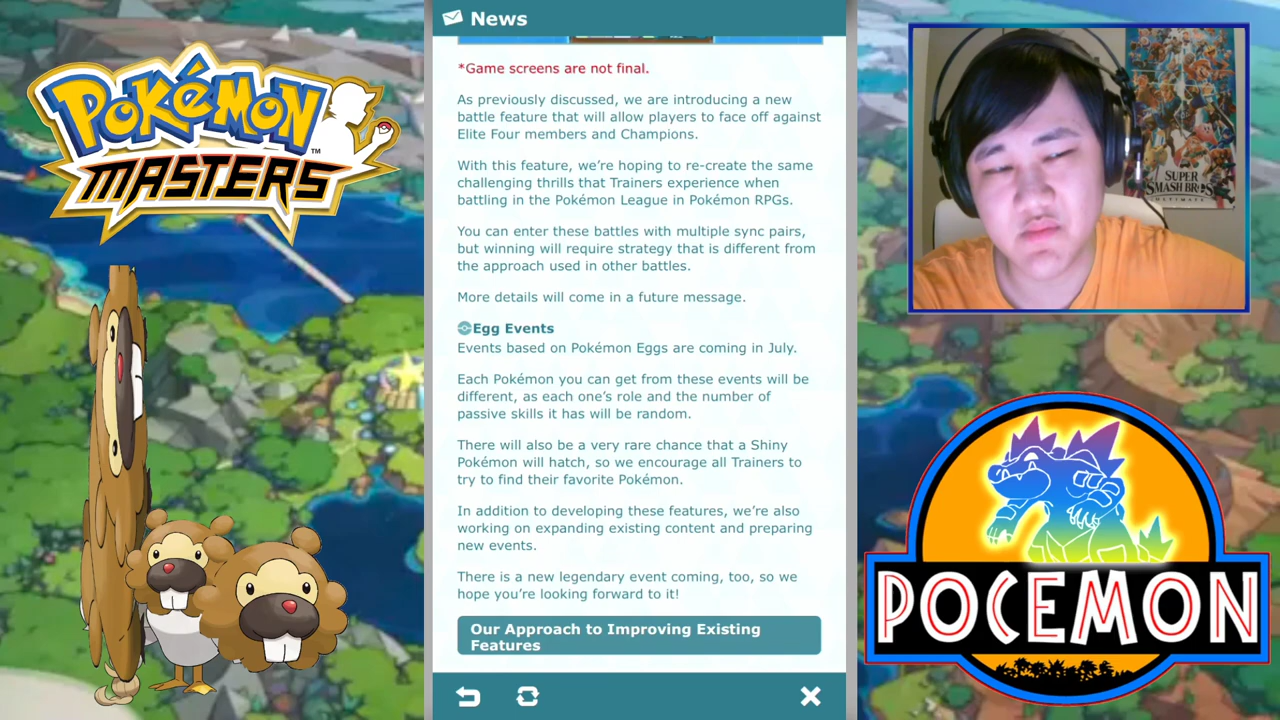 POKéMON
MASTERS
TM
News
*Game screens are not final.
As previously discussed, we are introducing a new
battle feature that will allow players to face off against
Elite Four members and Champions.
With this feature, we’re hoping to re-create the same
challenging thrills that Trainers experience when
battling in the Pokémon League in Pokémon RPGs.
You can enter these battles with multiple sync pairs,
but winning will require strategy that is different from
the approach used in other battles.
More details will come in a future message.
Egg Events
Events based on Pokémon Eggs are coming in July.
Each Pokémon you can get from these events will be
different, as each one’s role and the number of
passive skills it has will be random.
There will also be a very rare chance that a Shiny
Pokémon will hatch, so we encourage all Trainers to
try to find their favorite Pokémon.
In addition to developing these features, we’re also
working on expanding existing content and preparing
new events.
There is a new legendary event coming, too, so we
hope you’re looking forward to it!
Our Approach to Improving Existing
Features
SUPER
SMASH BROS
ULTIMATE
POCEMON